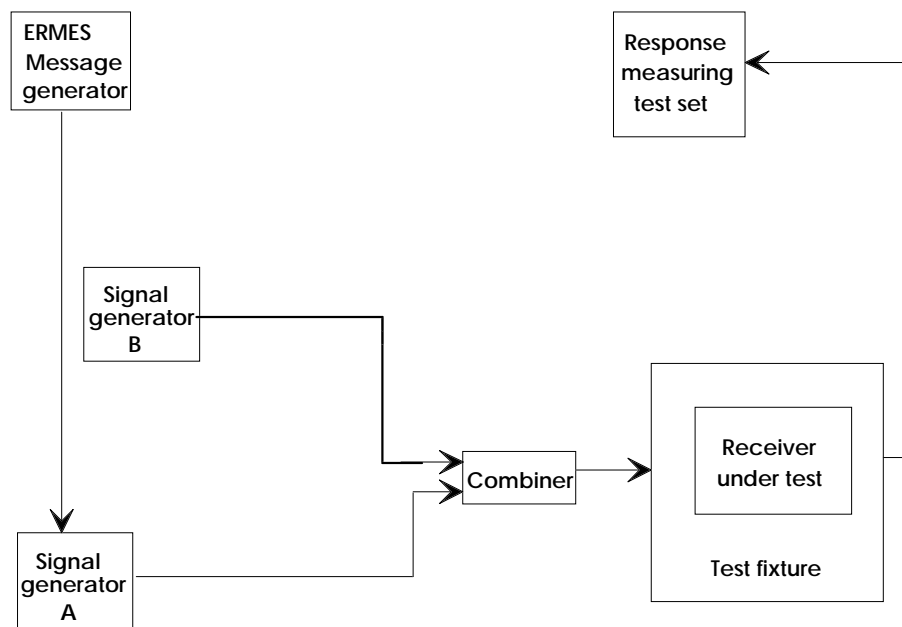 ERMES
Message
generator
Response
measuring
test set
Signal
generator
B
Combiner
Receiver
under test
Test fixture
Signal
generator
A